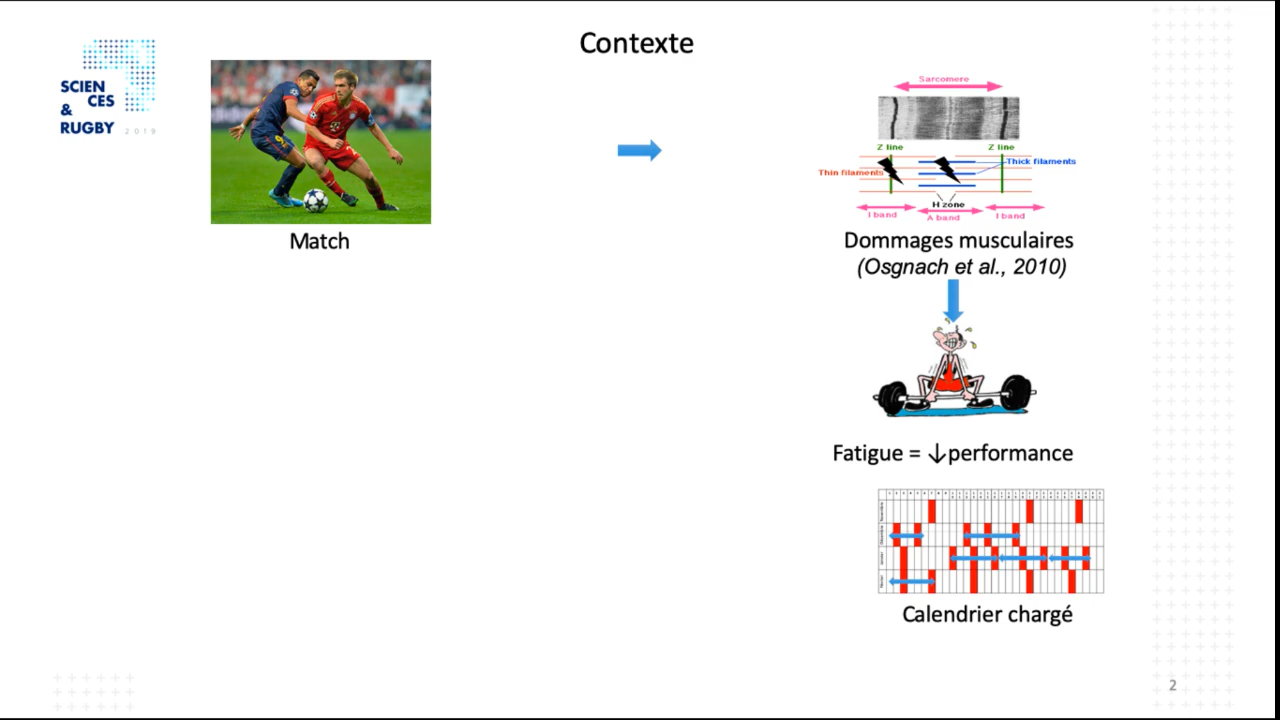 Contexte
SCIEN
CES
&
RUGBY 2019
Match
Sarcomere
Z line
Z line
Thick filaments
Thin filaments
H zone
I band
A band
I band
Dommages musculaires
(Osgnach et al., 2010)
Fatigue = ↓performance
Calendrier chargé
2